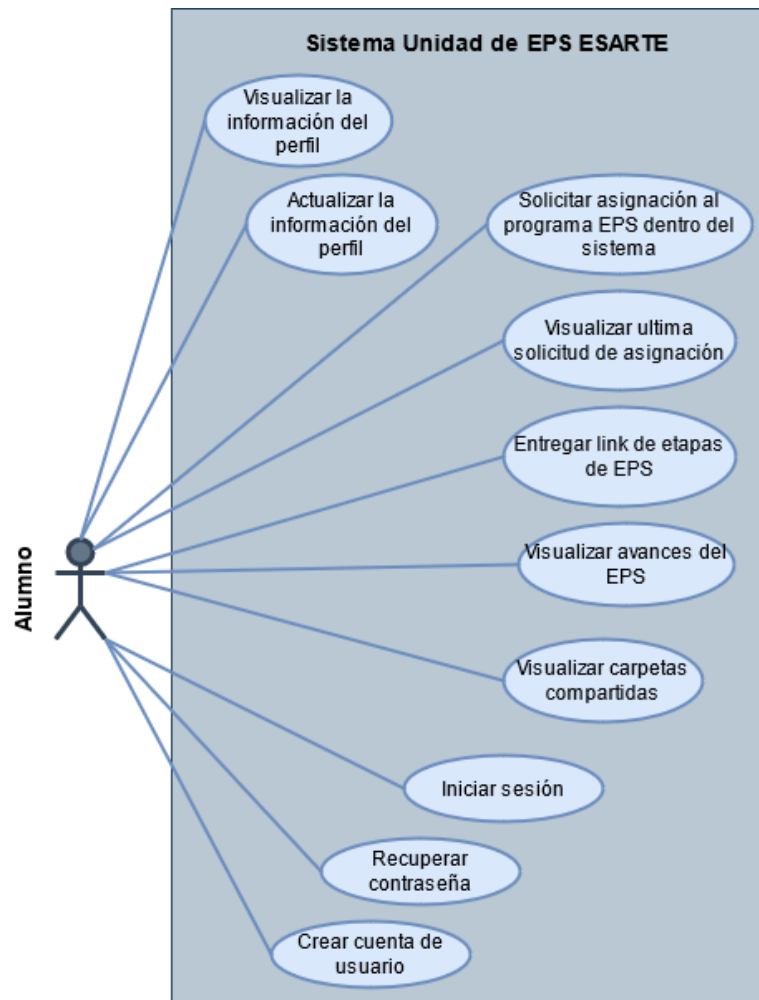 Sistema Unidad de EPS ESARTE
Visualizar la
información del
perfil
Actualizar la
información del
perfil
Solicitar asignación al
programa EPS dentro del
sistema
Visualizar ultima
solicitud de asignación
Entregar link de etapas
de EPS
Visualizar avances del
EPS
Visualizar carpetas
compartidas
Iniciar sesión
Recuperar
contraseña
Crear cuenta de
usuario
Alumno